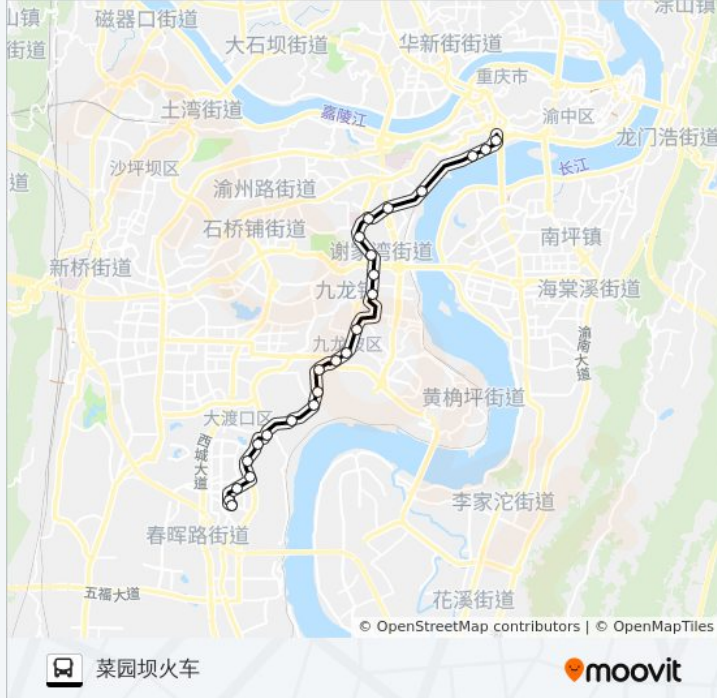 山镇
磁器口街道
涂山镇
街道
大石坝街道
华新街街道
重庆市
土湾街道
嘉陵江
渝中区
龙门浩街道
沙坪坝区
长江
道
渝州路街道
石桥铺街道
南坪镇
谢家湾街道
新桥街道
九龙镇
海棠溪街道
九龙坡区
渝南大道
黄桷坪街道
大渡口区
西城大道
李家沱街道
春晖路街道
五福大道
花溪街道
© OpenStreetMap contributors | © OpenMapTiles
菜园坝火车
moovit